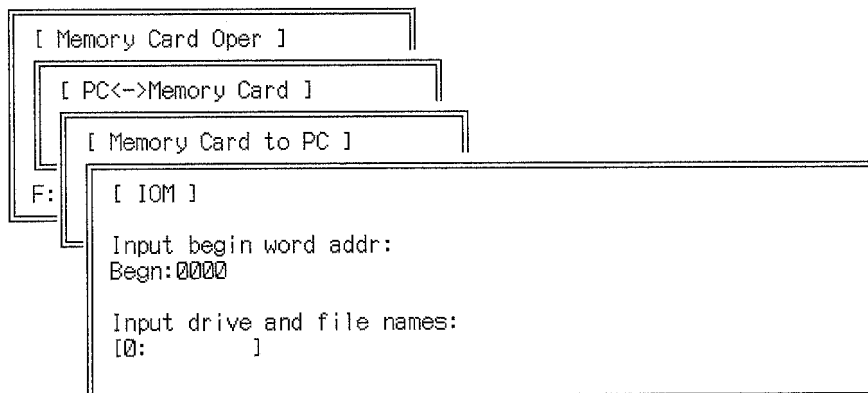 [ Memory Card Oper ]
[ PC<->Memory Card ]
[ Memory Card to PC ]
F:
[ IOM ]
Input begin word addr:
Begn:0000
Input drive and file names:
[0:          ]